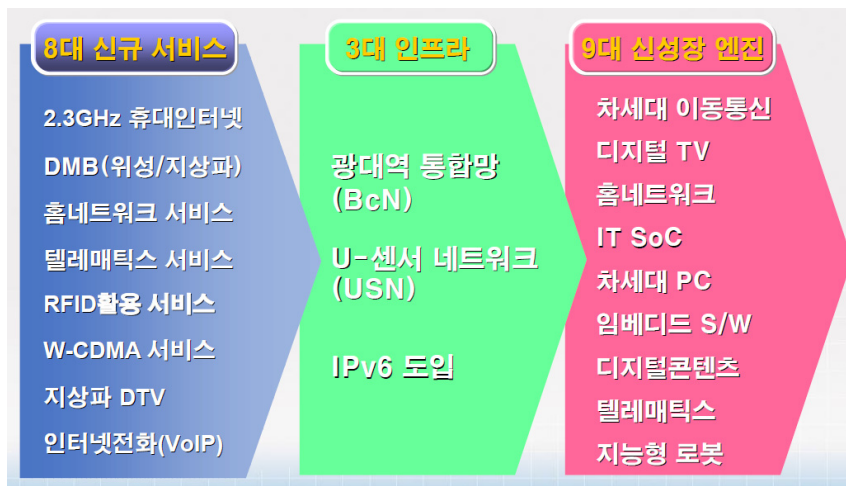 8대 신규 서비스
2.3GHz 휴대인터넷
DMB(위성/지상파)
홈네트워크 서비스
텔레매틱스 서비스
RFID활용 서비스
W-CDMA 서비스
지상파 DTV
인터넷전화(VoIP)
3대 인프라
광대역 통합망
(BcN)
U-센서 네트워크
(USN)
IPv6 도입
9대 신성장 엔진
차세대 이동통신
디지털 TV
홈네트워크
IT SoC
차세대 PC
임베디드 S/W
디지털콘텐츠
텔레매틱스
지능형 로봇